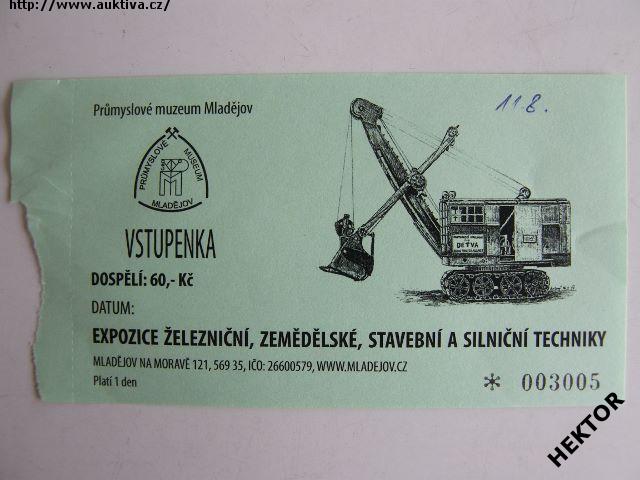 http://www.auktiva.cz/
Průmyslové muzeum Mladějov
11.8.
PRŮMYSLOVÉ MUSEUM
MLADĚJOV
VSTUPENKA
DĚTVA
DOSPĚLÍ: 60,- Kč
DATUM:
EXPOZICE ŽELEZNIČNÍ, ZEMĚDĚLSKÉ, STAVEBNÍ A SILNIČNÍ TECHNIKY
MLADĚJOV NA MORAVĚ 121, 569 35, IČO: 26600579, WWW.MLADEJOV.CZ
Platí 1 den
* 003005
HEKTOR